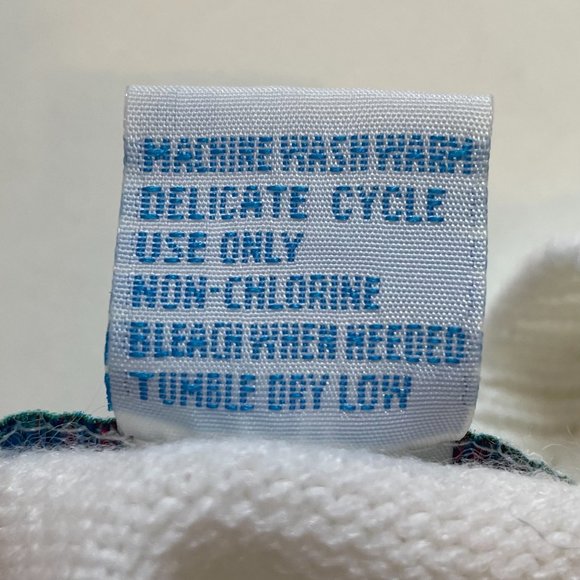 MACHINE WASH WARM
DELICATE CYCLE
USE ONLY
NON-CHLORINE
BLEACH WHEN NEEDED
TUMBLE DRY LOW